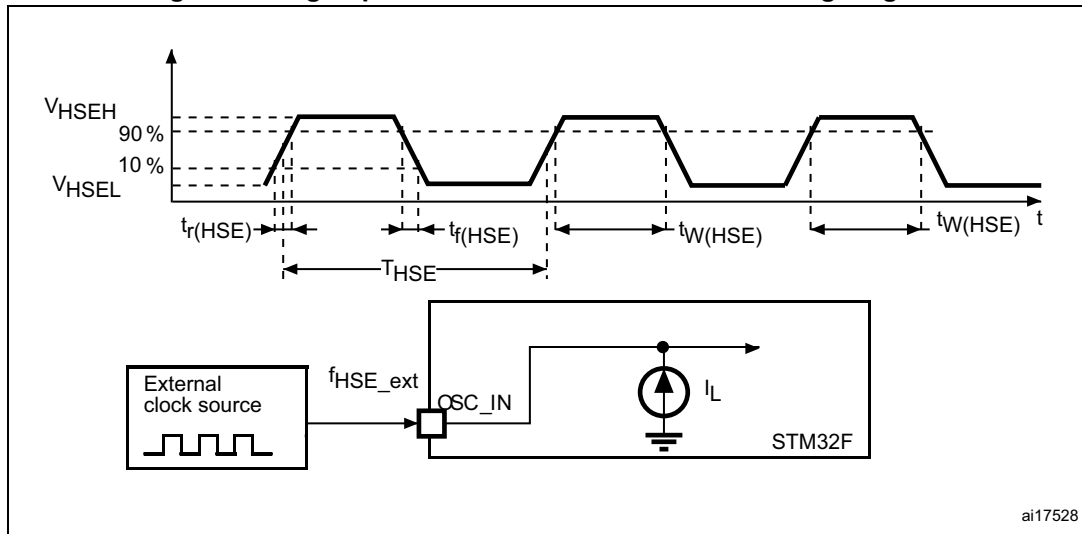 V_HSEH
90 %
10 %
V_HSEL
t_r(HSE)
t_f(HSE)
t_W(HSE)
t_W(HSE)
t
T_HSE
External
clock source
f_HSE_ext
OSC_IN
I_L
STM32F
ai17528